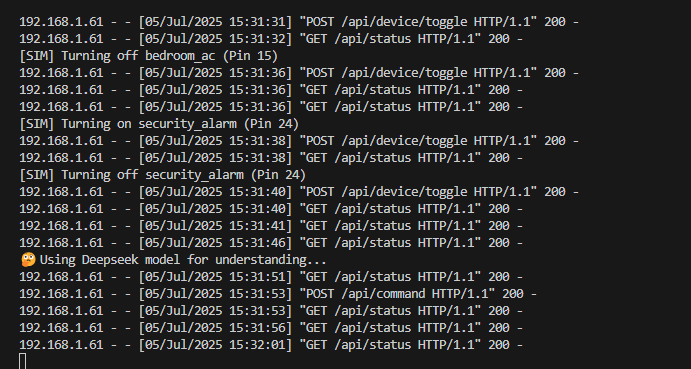 192.168.1.61 - - [05/Jul/2025 15:31:31] "POST /api/device/toggle HTTP/1.1" 200 -
192.168.1.61 - - [05/Jul/2025 15:31:32] "GET /api/status HTTP/1.1" 200 -
[SIM] Turning off bedroom_ac (Pin 15)
192.168.1.61 - - [05/Jul/2025 15:31:36] "POST /api/device/toggle HTTP/1.1" 200 -
192.168.1.61 - - [05/Jul/2025 15:31:36] "GET /api/status HTTP/1.1" 200 -
192.168.1.61 - - [05/Jul/2025 15:31:36] "GET /api/status HTTP/1.1" 200 -
[SIM] Turning on security_alarm (Pin 24)
192.168.1.61 - - [05/Jul/2025 15:31:38] "POST /api/device/toggle HTTP/1.1" 200 -
192.168.1.61 - - [05/Jul/2025 15:31:38] "GET /api/status HTTP/1.1" 200 -
[SIM] Turning off security_alarm (Pin 24)
192.168.1.61 - - [05/Jul/2025 15:31:40] "POST /api/device/toggle HTTP/1.1" 200 -
192.168.1.61 - - [05/Jul/2025 15:31:40] "GET /api/status HTTP/1.1" 200 -
192.168.1.61 - - [05/Jul/2025 15:31:41] "GET /api/status HTTP/1.1" 200 -
192.168.1.61 - - [05/Jul/2025 15:31:46] "GET /api/status HTTP/1.1" 200 -
🤔 Using Deepseek model for understanding...
192.168.1.61 - - [05/Jul/2025 15:31:51] "GET /api/status HTTP/1.1" 200 -
192.168.1.61 - - [05/Jul/2025 15:31:53] "POST /api/command HTTP/1.1" 200 -
192.168.1.61 - - [05/Jul/2025 15:31:53] "GET /api/status HTTP/1.1" 200 -
192.168.1.61 - - [05/Jul/2025 15:31:56] "GET /api/status HTTP/1.1" 200 -
192.168.1.61 - - [05/Jul/2025 15:32:01] "GET /api/status HTTP/1.1" 200 -